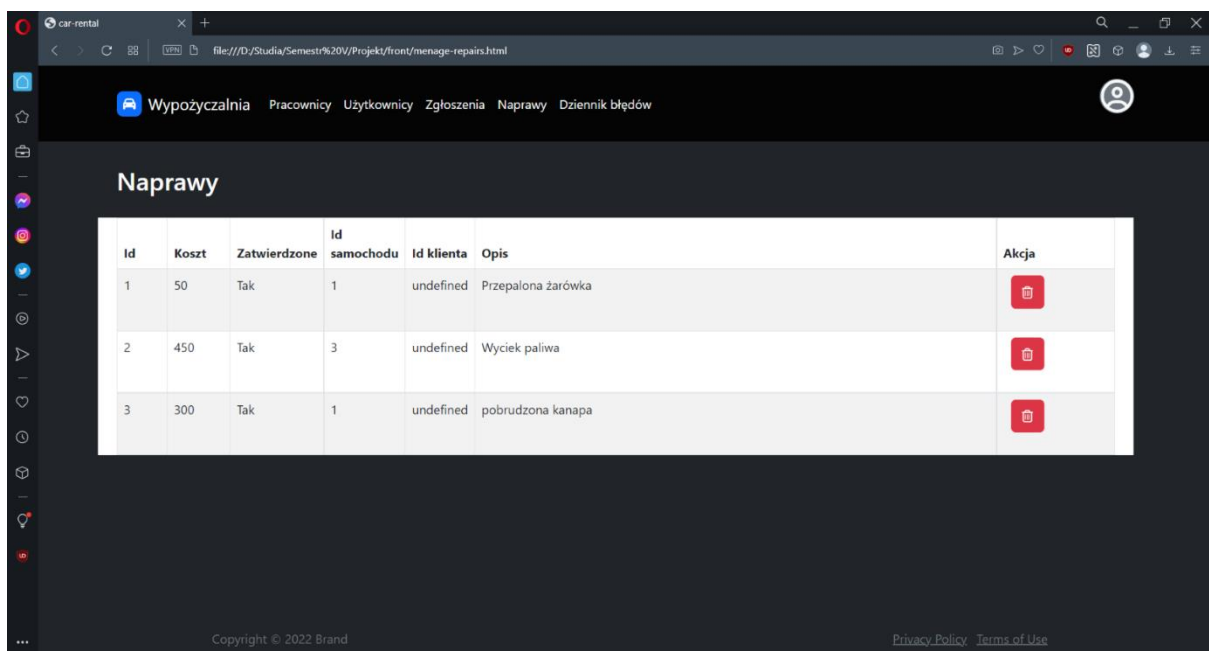 car-rental
VPN file:///D:/Studia/Semestr%20V/Projekt/front/menage-repairs.html
Wypożyczalnia Pracownicy Użytkownicy Zgłoszenia Naprawy Dziennik błędów
Naprawy
Id Koszt Zatwierdzone Id samochodu Id klienta Opis Akcja
1 50 Tak 1 undefined Przepalona żarówka
2 450 Tak 3 undefined Wyciek paliwa
3 300 Tak 1 undefined pobrudzona kanapa
Copyright © 2022 Brand Privacy Policy Terms of Use